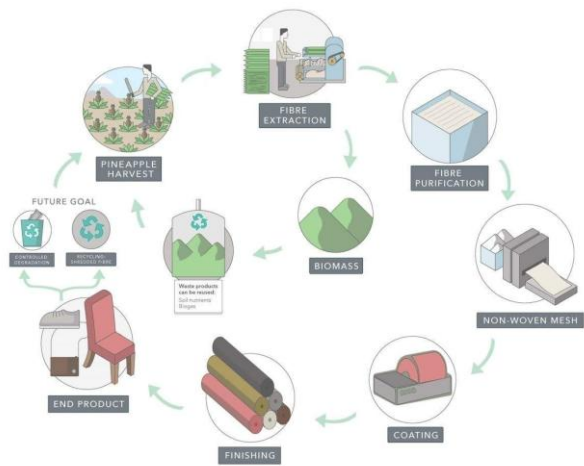 FIBRE
EXTRACTION
PINEAPPLE
HARVEST
FIBRE
PURIFICATION
FUTURE GOAL
CONTROLLED
DEGRADATION
RECYCLING-
SHREDDED FIBRE
BIOMASS
Waste products
can be reused:
Soil nutrients
Biogas
NON-WOVEN MESH
END PRODUCT
COATING
FINISHING